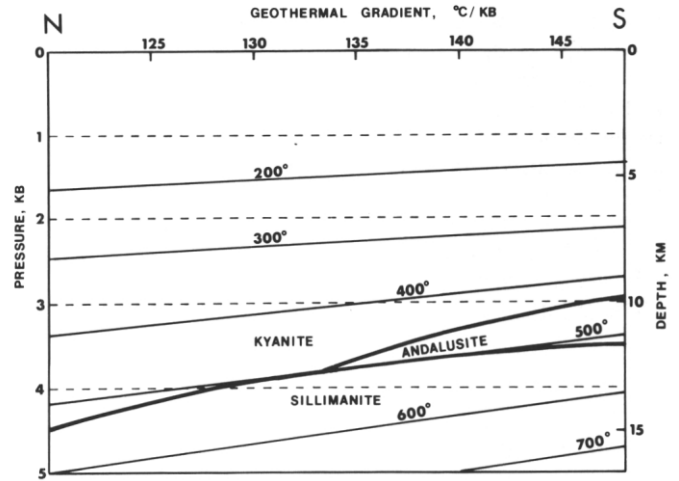 GEOTHERMAL GRADIENT, °C/KB
N S
125 130 135 140 145
0 0
1
200°
5
2
300°
400°
3 10
500°
KYANITE
ANDALUSITE
4
SILLIMANITE
600°
15
700°
5
PRESSURE, KB
DEPTH, KM